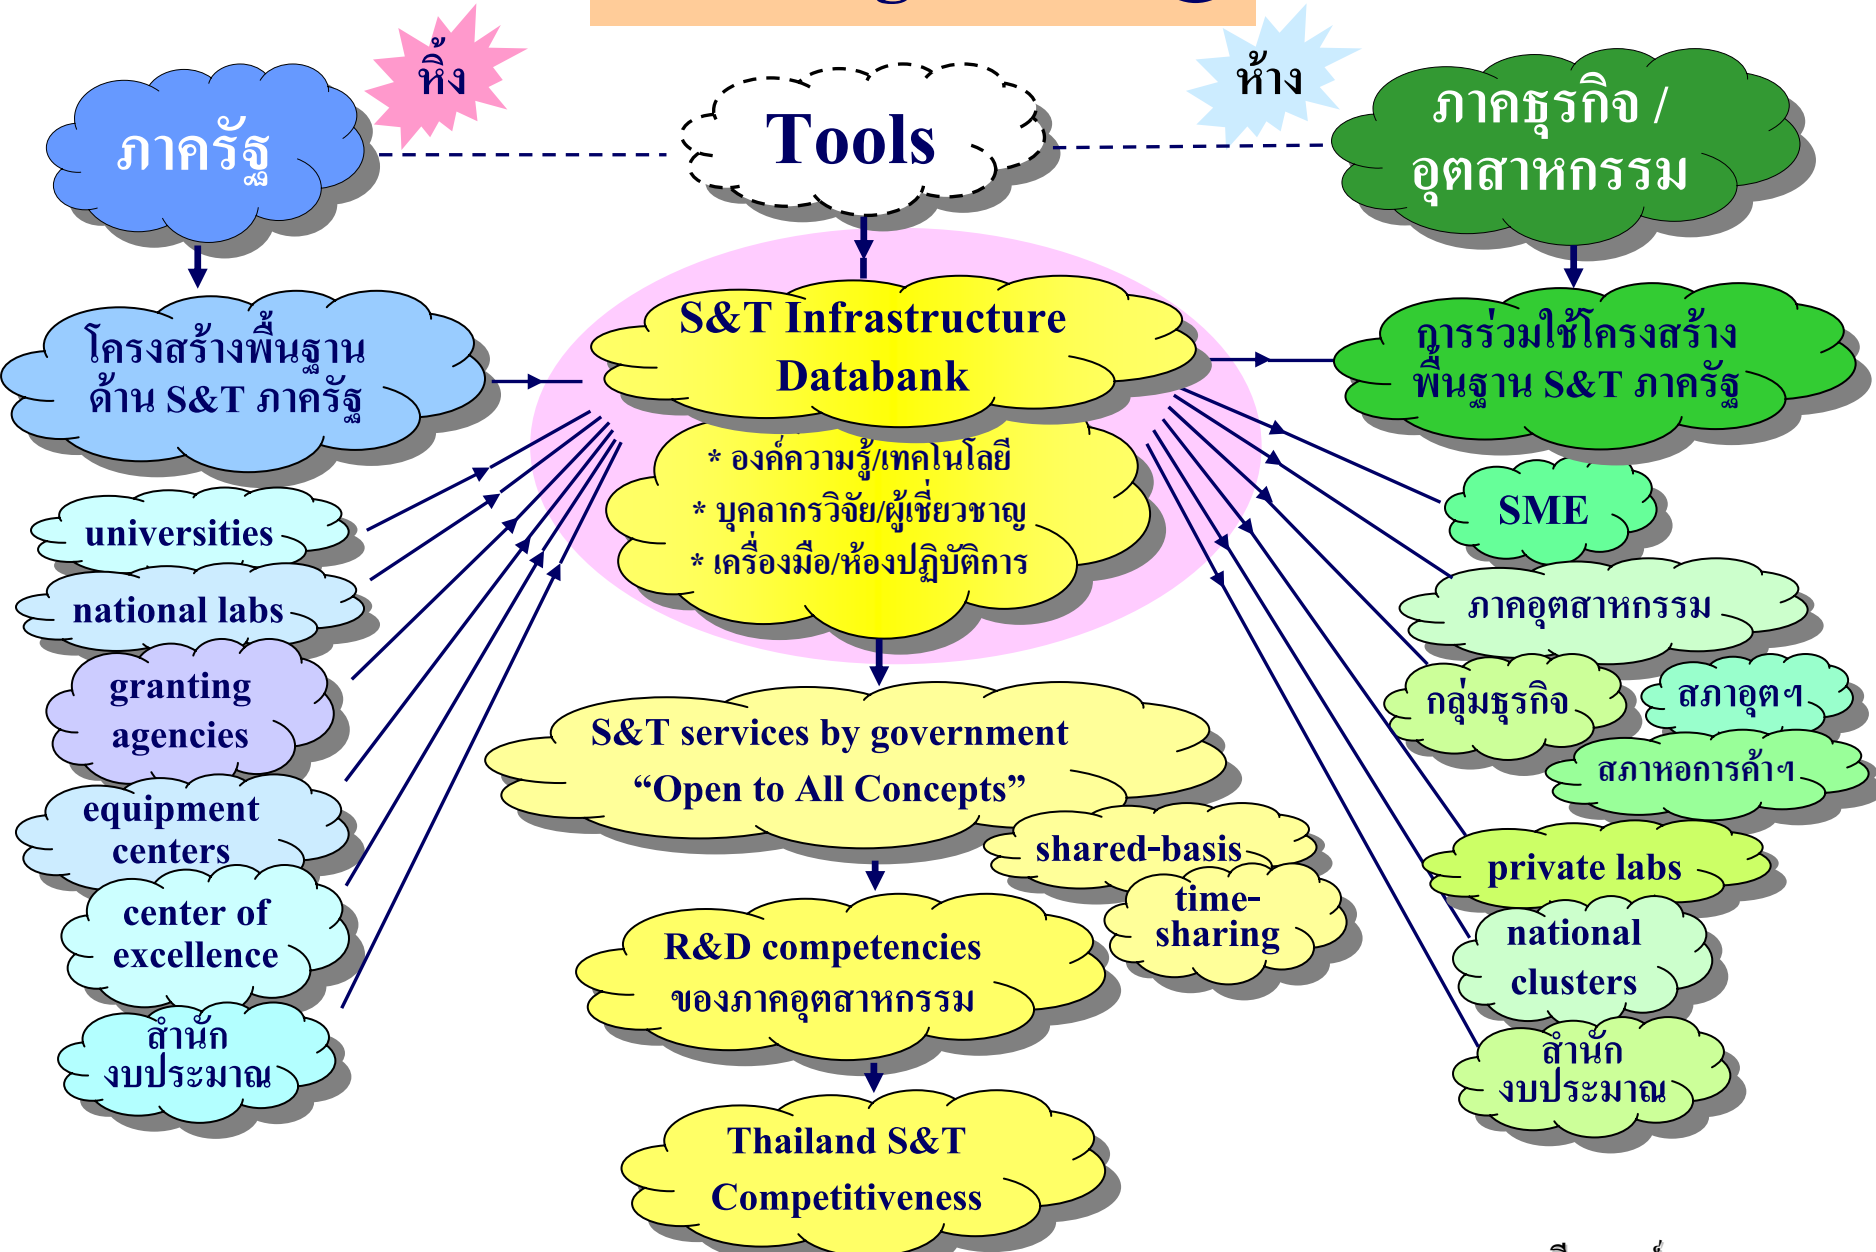 หิ้ง
ห้าง
ภาครัฐ
Tools
ภาคธุรกิจ /
อุตสาหกรรม
โครงสร้างพื้นฐาน
ด้าน S&T ภาครัฐ
S&T Infrastructure
Databank
การร่วมใช้โครงสร้าง
พื้นฐาน S&T ภาครัฐ
* องค์ความรู้/เทคโนโลยี
* บุคลากรวิจัย/ผู้เชี่ยวชาญ
* เครื่องมือ/ห้องปฏิบัติการ
universities
national labs
granting
agencies
equipment
centers
center of
excellence
สำนัก
งบประมาณ
S&T services by government
“Open to All Concepts”
shared-basis
time-
sharing
R&D competencies
ของภาคอุตสาหกรรม
Thailand S&T
Competitiveness
SME
ภาคอุตสาหกรรม
กลุ่มธุรกิจ
สภาอุตฯ
สภาหอการค้าฯ
private labs
national
clusters
สำนัก
งบประมาณ